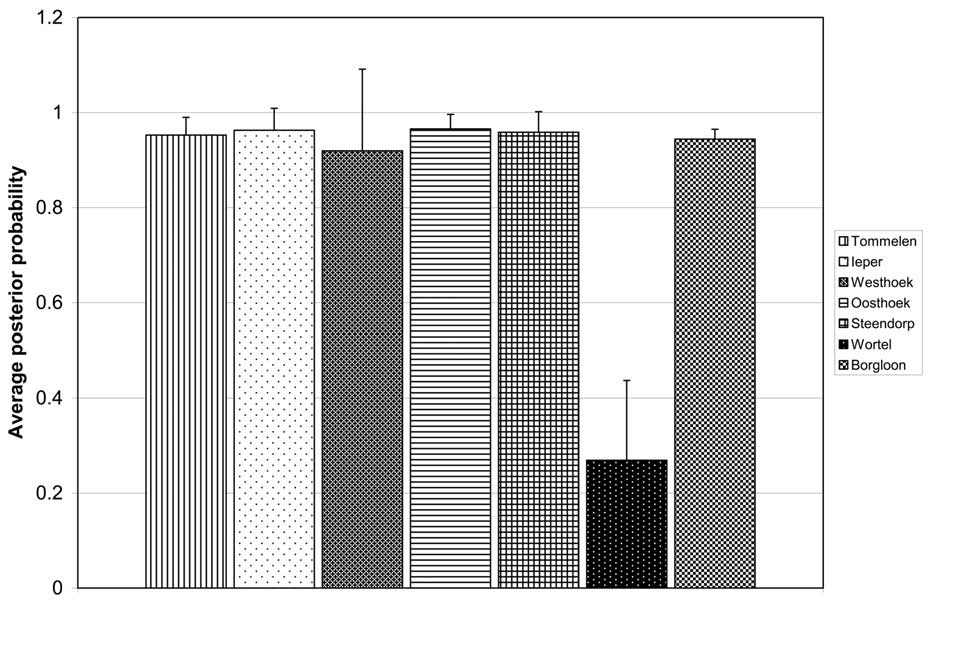 1.2
1
0.8
0.6
0.4
0.2
0
Average posterior probability
Tommelen
Ieper
Westhoek
Oosthoek
Steendorp
Wortel
Borgloon